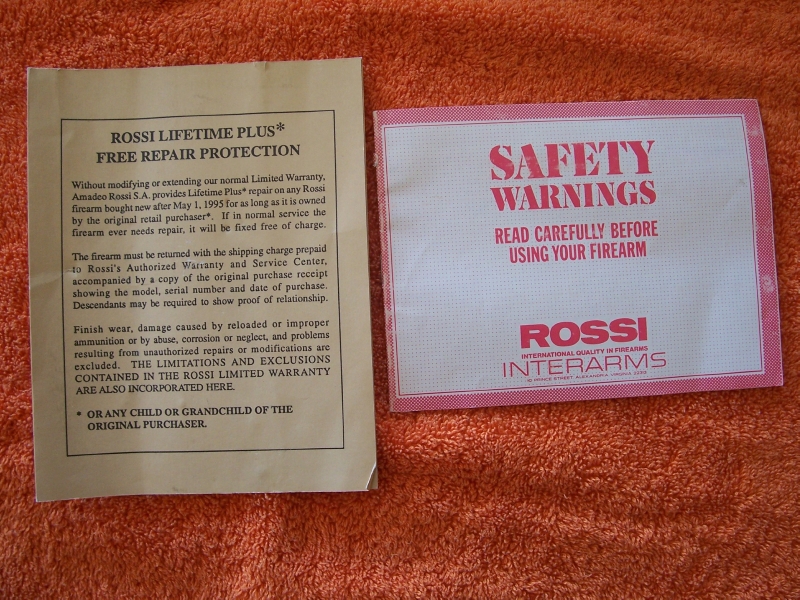 ROSSI LIFETIME PLUS*
FREE REPAIR PROTECTION
Without modifying or extending our normal Limited Warranty,
Amadeo Rossi S.A. provides Lifetime Plus* repair on any Rossi
firearm bought new after May 1, 1995 for as long as it is owned
by the original retail purchaser*. If in normal service the
firearm ever needs repair, it will be fixed free of charge.
The firearm must be returned with the shipping charge prepaid
to Rossi's Authorized Warranty and Service Center,
accompanied by a copy of the original purchase receipt
showing the model, serial number and date of purchase.
Descendants may be required to show proof of relationship.
Finish wear, damage caused by reloaded or improper
ammunition or by abuse, corrosion or neglect, and problems
resulting from unauthorized repairs or modifications are
excluded. THE LIMITATIONS AND EXCLUSIONS
CONTAINED IN THE ROSSI LIMITED WARRANTY
ARE ALSO INCORPORATED HERE.
* OR ANY CHILD OR GRANDCHILD OF THE
ORIGINAL PURCHASER.
SAFETY
WARNINGS
READ CAREFULLY BEFORE
USING YOUR FIREARM
ROSSI
INTERNATIONAL QUALITY IN FIREARMS
INTERARMS
PRINCE STREET, ALEXANDRIA, VIRGINIA